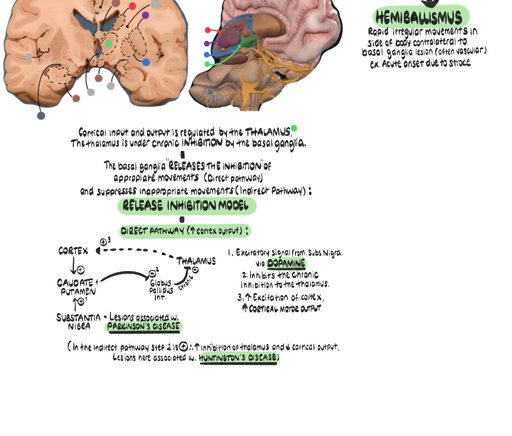 HEMIBALLISMUS
Rapid irregular movements in
side of body contralateral to
basal ganglia lesion (often vascular)
ex. Acute onset due to stroke
Cortical input and output is regulated by the THALAMUS.
The thalamus is under chronic INHIBITION by the basal ganglia.
The basal ganglia "RELEASES THE INHIBITION" of
appropiate movements (Direct pathway)
and suppresses inappropriate movements (Indirect Pathway):
RELEASE INHIBITION MODEL
DIRECT PATHWAY (↑ cortex output):
CORTEX
+3
THALAMUS
+
CAUDATE +
PUTAMEN
-2
Globus
Pallidus
Int.
Chronic
-
+1
SUBSTANTIA
NIGRA
- Lesions associated w.
PARKINSON'S DISEASE
1. Excitatory signal from Subs. Nigra.
via DOPAMINE
2. Inhibits the chronic
inhibition to the thalamus.
3. ↑ Excitation of cortex,
↑ CORTICAL MOTOR OUTPUT
(In the indirect pathway step 2 is + ∴ ↑ inhibition of thalamus and ↓ cortical output.
Lesions here associated w. HUNTINGTON'S DISEASE)